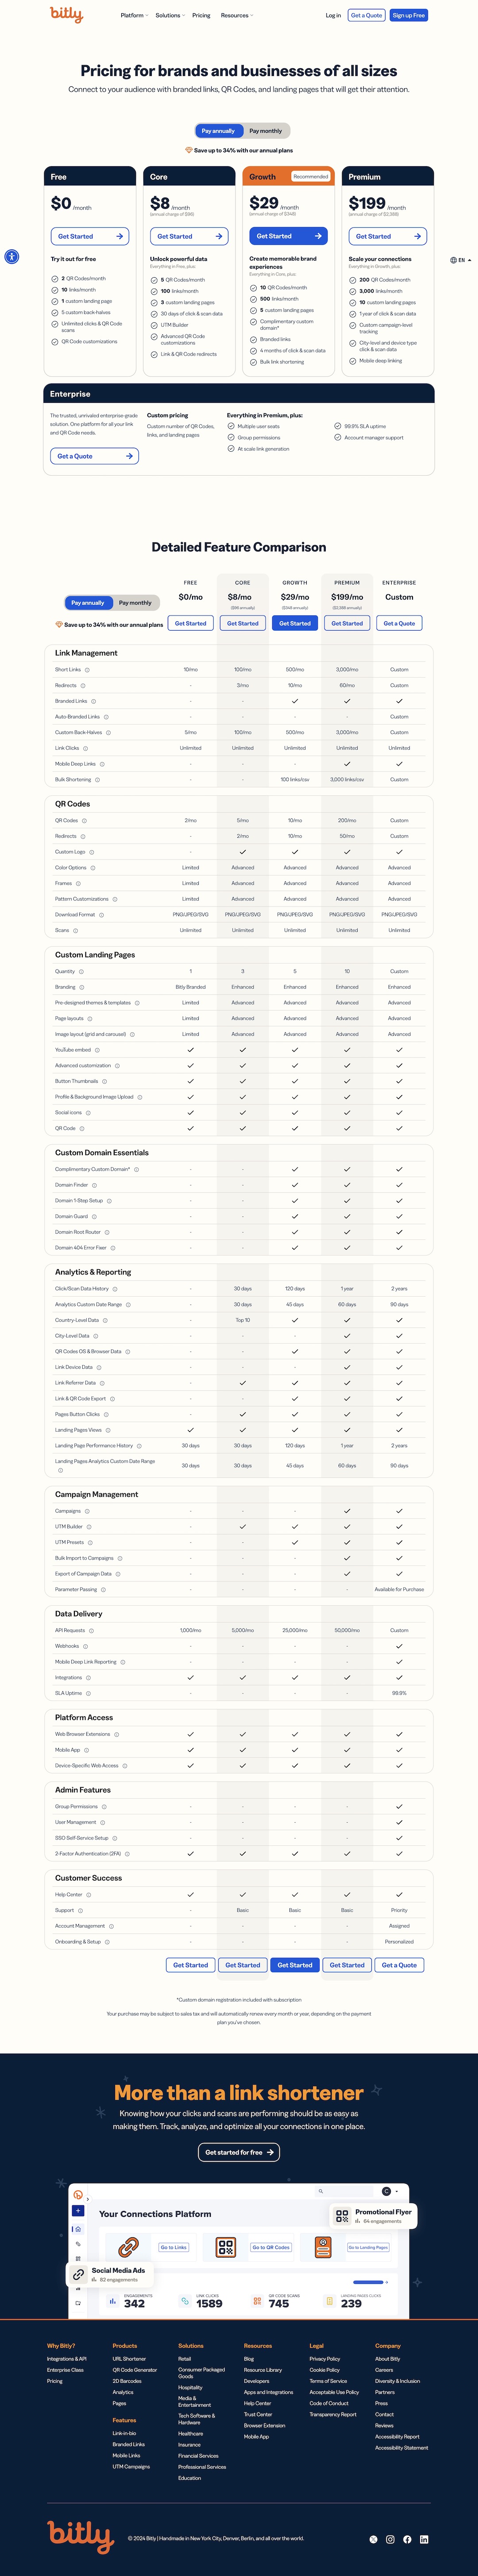 bitly
Platform Solutions Pricing Resources
Log in Get a Quote Sign up Free
Pricing for brands and businesses of all sizes
Connect to your audience with branded links, QR Codes, and landing pages that will get their attention.
Pay annually Pay monthly
Save up to 34% with our annual plans
EN
Free
$0 /month
Get Started
Try it out for free
2 QR Codes/month
10 links/month
1 custom landing page
5 custom back-halves
Unlimited clicks & QR Code
scans
QR Code customizations
Core
$8 /month
(annual charge of $96)
Get Started
Unlock powerful data
Everything in Free, plus:
5 QR Codes/month
100 links/month
3 custom landing pages
30 days of click & scan data
UTM Builder
Advanced QR Code
customizations
Link & QR Code redirects
Growth Recommended
$29 /month
(annual charge of $348)
Get Started
Create memorable brand
experiences
Everything in Core, plus:
10 QR Codes/month
500 links/month
5 custom landing pages
Complimentary custom
domain*
Branded links
4 months of click & scan data
Bulk link shortening
Premium
$199 /month
(annual charge of $2,388)
Get Started
Scale your connections
Everything in Growth, plus:
200 QR Codes/month
3,000 links/month
10 custom landing pages
1 year of click & scan data
Custom campaign-level
tracking
City-level and device type
click & scan data
Mobile deep linking
Enterprise
The trusted, unrivaled enterprise-grade
solution. One platform for all your link
and QR Code needs.
Get a Quote
Custom pricing
Custom number of QR Codes,
links, and landing pages
Everything in Premium, plus:
Multiple user seats
Group permissions
At scale link generation
99.9% SLA uptime
Account manager support
Detailed Feature Comparison
FREE CORE GROWTH PREMIUM ENTERPRISE
$0/mo $8/mo $29/mo $199/mo Custom
($96 annually) ($348 annually) ($2,388 annually)
Pay annually Pay monthly
Save up to 34% with our annual plans
Get Started Get Started Get Started Get Started Get a Quote
Link Management
Short Links 10/mo 100/mo 500/mo 3,000/mo Custom
Redirects - 3/mo 10/mo 60/mo Custom
Branded Links - -
Auto-Branded Links - - - - Custom
Custom Back-Halves 5/mo 100/mo 500/mo 3,000/mo Custom
Link Clicks Unlimited Unlimited Unlimited Unlimited Unlimited
Mobile Deep Links - - -
Bulk Shortening - - 100 links/csv 3,000 links/csv Custom
QR Codes
QR Codes 2/mo 5/mo 10/mo 200/mo Custom
Redirects - 2/mo 10/mo 50/mo Custom
Custom Logo -
Color Options Limited Advanced Advanced Advanced Advanced
Frames Limited Advanced Advanced Advanced Advanced
Pattern Customizations Limited Advanced Advanced Advanced Advanced
Download Format PNG/JPEG/SVG PNG/JPEG/SVG PNG/JPEG/SVG PNG/JPEG/SVG PNG/JPEG/SVG
Scans Unlimited Unlimited Unlimited Unlimited Unlimited
Custom Landing Pages
Quantity 1 3 5 10 Custom
Branding Bitly Branded Enhanced Enhanced Enhanced Enhanced
Pre-designed themes & templates Limited Advanced Advanced Advanced Advanced
Page layouts Limited Advanced Advanced Advanced Advanced
Image layout (grid and carousel) Limited Advanced Advanced Advanced Advanced
YouTube embed
Advanced customization
Button Thumbnails
Profile & Background Image Upload
Social icons
QR Code
Custom Domain Essentials
Complimentary Custom Domain* - -
Domain Finder - -
Domain 1-Step Setup - -
Domain Guard - -
Domain Root Router - -
Domain 404 Error Fixer - -
Analytics & Reporting
Click/Scan Data History - 30 days 120 days 1 year 2 years
Analytics Custom Date Range - 30 days 45 days 60 days 90 days
Country-Level Data - Top 10
City-Level Data - - -
QR Codes OS & Browser Data - -
Link Device Data - - -
Link Referrer Data -
Link & QR Code Export - -
Pages Button Clicks -
Landing Pages Views
Landing Page Performance History 30 days 30 days 120 days 1 year 2 years
Landing Pages Analytics Custom Date Range 30 days 30 days 45 days 60 days 90 days
Campaign Management
Campaigns - - -
UTM Builder -
UTM Presets - -
Bulk Import to Campaigns - - -
Export of Campaign Data - - -
Parameter Passing - - - - Available for Purchase
Data Delivery
API Requests 1,000/mo 5,000/mo 25,000/mo 50,000/mo Custom
Webhooks - - - -
Mobile Deep Link Reporting - - - -
Integrations
SLA Uptime - - - - 99.9%
Platform Access
Web Browser Extensions
Mobile App
Device-Specific Web Access
Admin Features
Group Permissions - - - -
User Management - - - -
SSO Self-Service Setup - - - -
2-Factor Authentication (2FA)
Customer Success
Help Center
Support - Basic Basic Basic Priority
Account Management - - - - Assigned
Onboarding & Setup - - - - Personalized
Get Started Get Started Get Started Get Started Get a Quote
*Custom domain registration included with subscription
Your purchase may be subject to sales tax and will automatically renew every month or year, depending on the payment
plan you've chosen.
More than a link shortener
Knowing how your clicks and scans are performing should be as easy as
making them. Track, analyze, and optimize all your connections in one place.
Get started for free
C
Your Connections Platform
Promotional Flyer
84 engagements
Go to Links Go to QR Codes Go to Landing Pages
Social Media Ads
82 engagements
ENGAGEMENTS
342
LINK CLICKS
1589
QR CODE SCANS
745
LANDING PAGES CLICKS
239
Why Bitly?
Integrations & API
Enterprise Class
Pricing
Products
URL Shortener
QR Code Generator
2D Barcodes
Analytics
Pages
Features
Link-in-bio
Branded Links
Mobile Links
UTM Campaigns
Solutions
Retail
Consumer Packaged
Goods
Hospitality
Media &
Entertainment
Tech Software &
Hardware
Healthcare
Insurance
Financial Services
Professional Services
Education
Resources
Blog
Resource Library
Developers
Apps and Integrations
Help Center
Trust Center
Browser Extension
Mobile App
Legal
Privacy Policy
Cookie Policy
Terms of Service
Acceptable Use Policy
Code of Conduct
Transparency Report
Company
About Bitly
Careers
Diversity & Inclusion
Partners
Press
Contact
Reviews
Accessibility Report
Accessibility Statement
bitly
© 2024 Bitly | Handmade in New York City, Denver, Berlin, and all over the world.